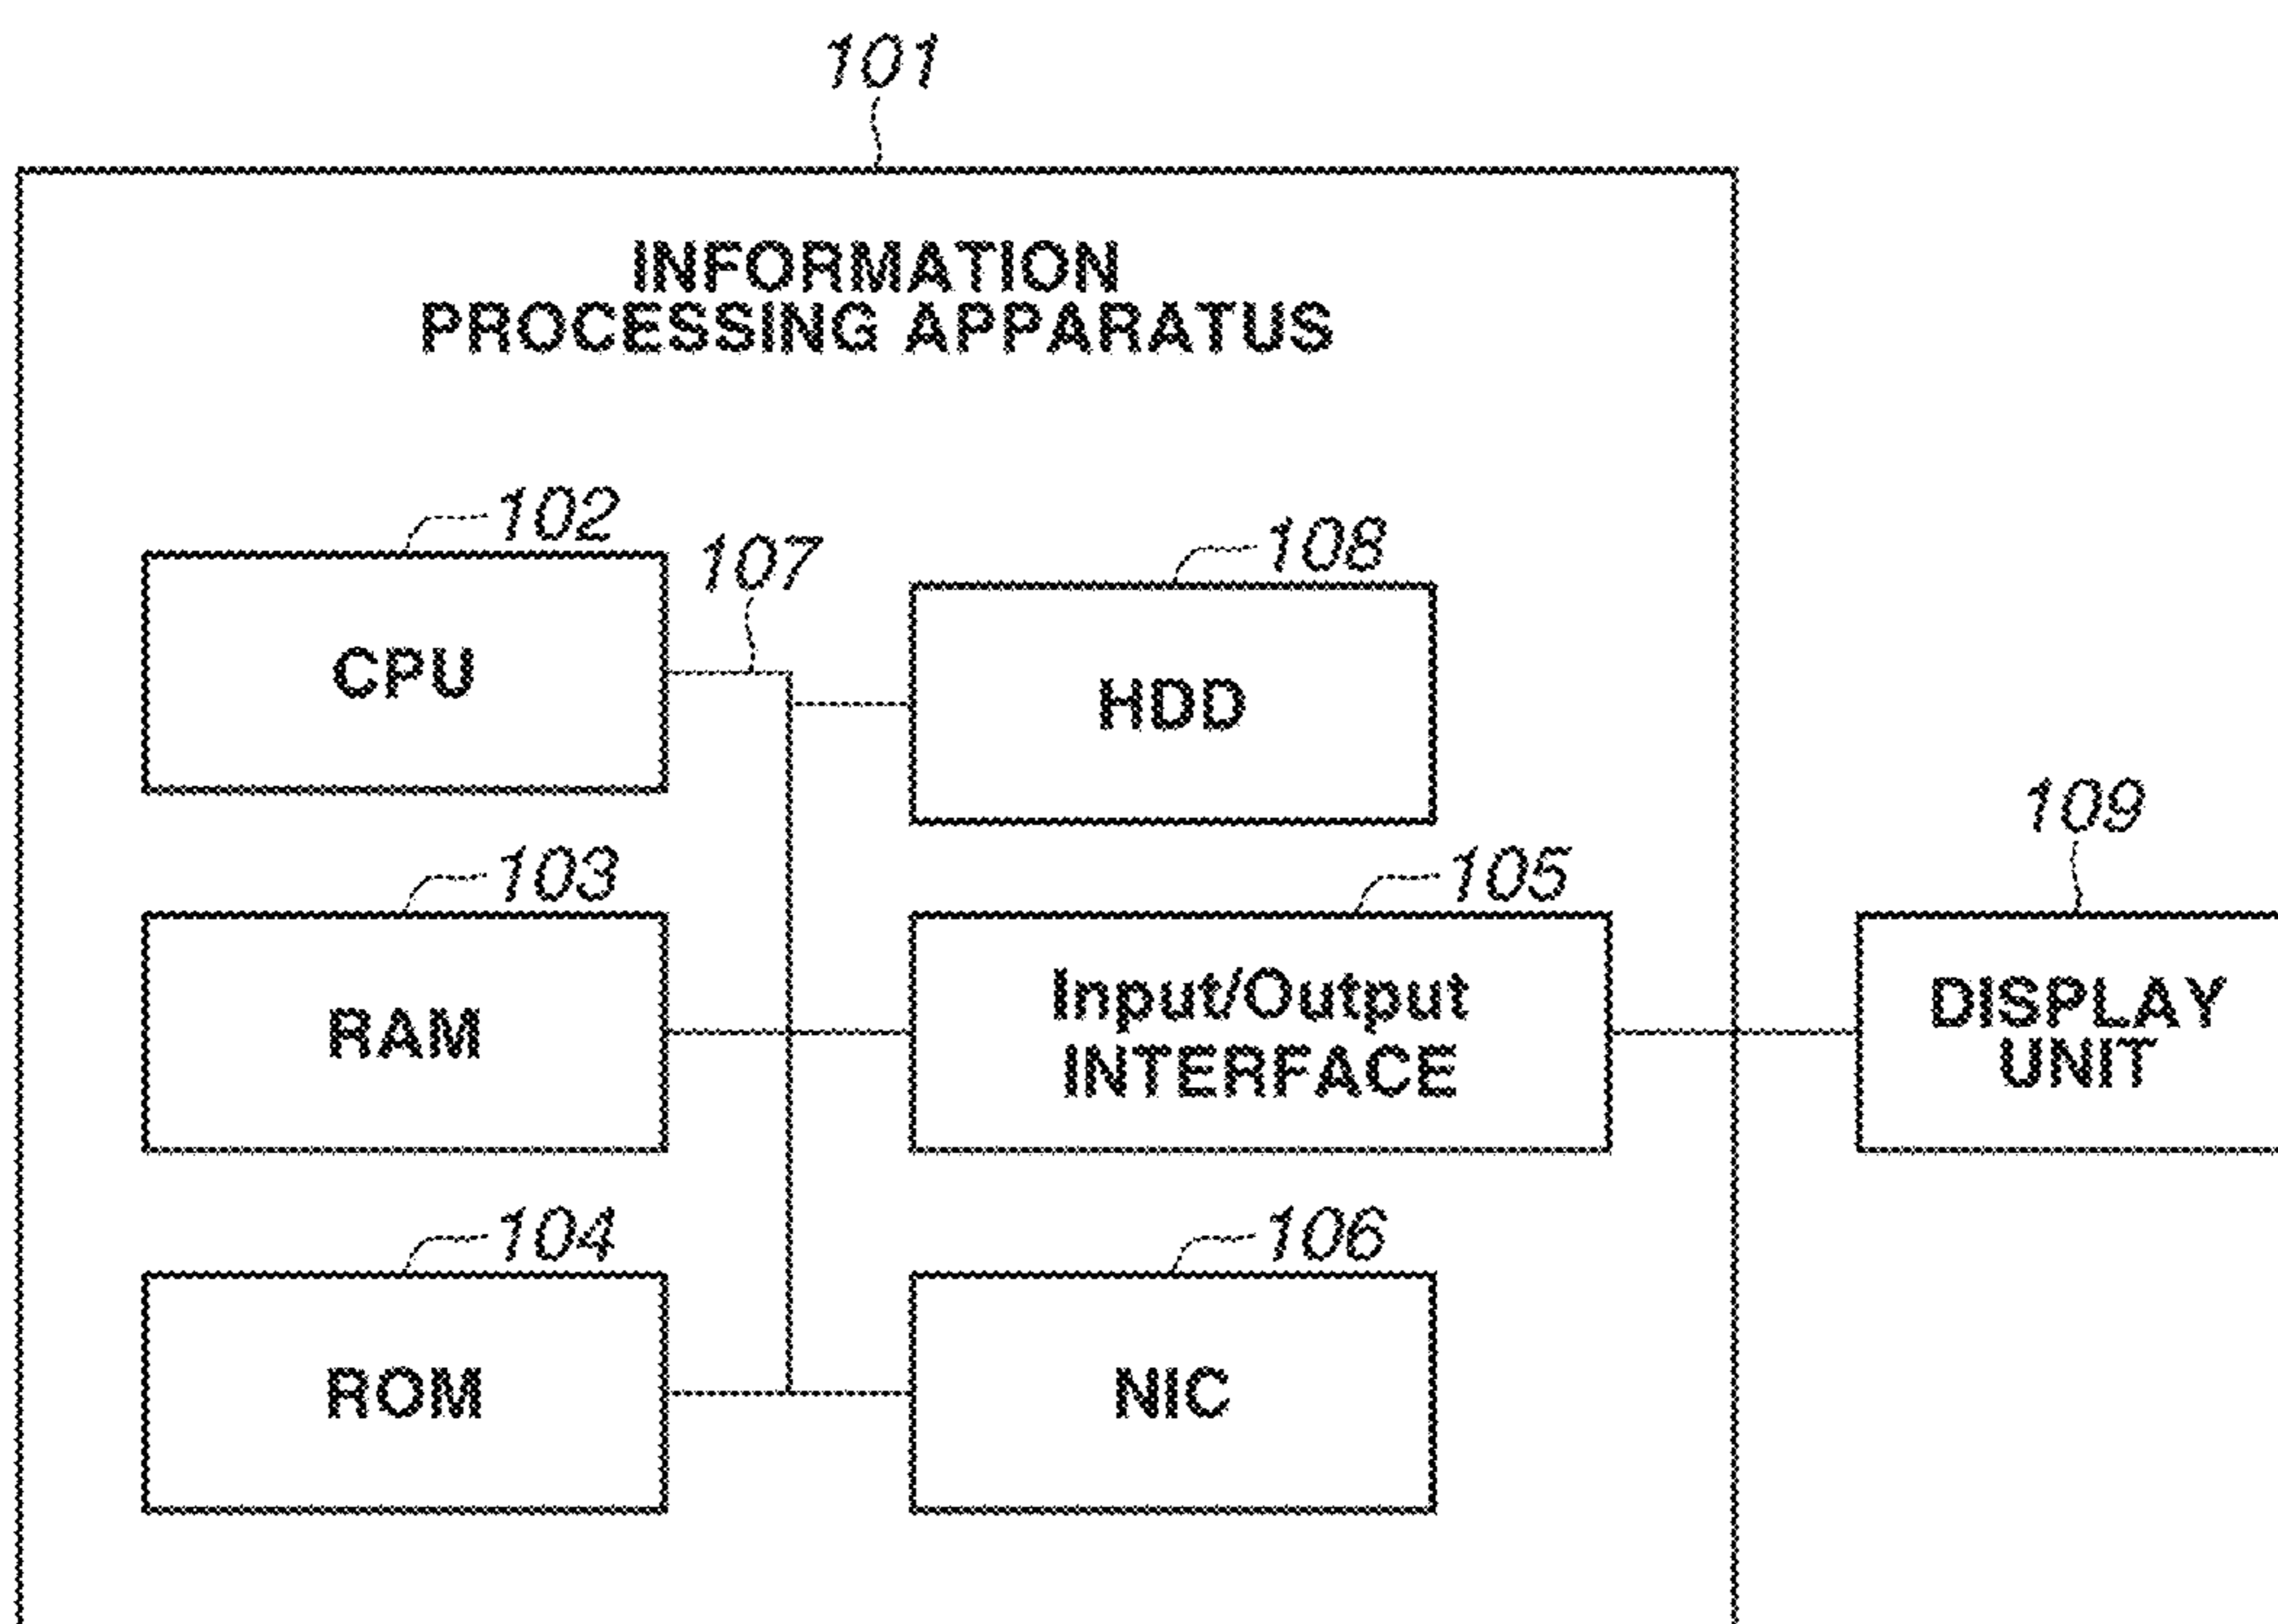 101
INFORMATION
PROCESSING APPARATUS
102
107
108
CPU
HDD
109
103
105
RAM
Input/Output
INTERFACE
DISPLAY
UNIT
104
106
ROM
NIC